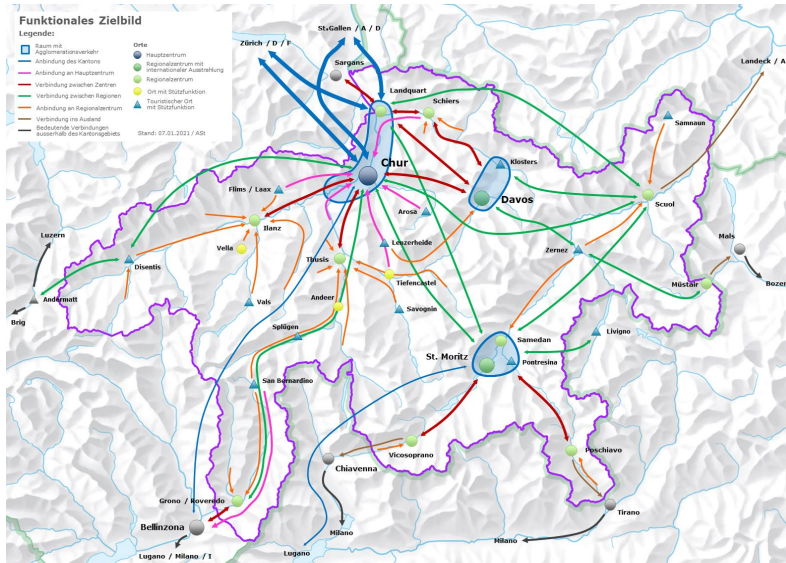 Funktionales Zielbild
Legende:
Raum mit
Agglomerationsverkehr
Anbindung des Kantons
Anbindung an Hauptzentrum
Verbindung zwischen Zentren
Verbindung zwischen Regionen
Anbindung an Regionalzentrum
Verbindung ins Ausland
Bedeutende Verbindungen
ausserhalb des Kantonsgebiets
Orte
Hauptzentrum
Regionalzentrum mit
internationaler Ausstrahlung
Regionalzentrum
Ort mit Stützfunktion
Touristischer Ort
mit Stützfunktion
Stand: 07.01.2021 / ASt
St.Gallen / A / D
Zürich / D / F
Sargans
Landeck / A
Landquart
Schiers
Samnaun
Chur
Klosters
Flims / Laax
Davos
Scuol
Arosa
Luzern
Ilanz
Lenzerheide
Mals
Vella
Zernez
Disentis
Thusis
Tiefencastel
Müstair
Bozen
Andermatt
Vals
Andeer
Savognin
Brig
Splügen
Samedan
Livigno
St. Moritz
Pontresina
San Bernardino
Vicosoprano
Poschiavo
Chiavenna
Grono / Roveredo
Tirano
Bellinzona
Milano
Milano
Lugano / Milano / I
Lugano